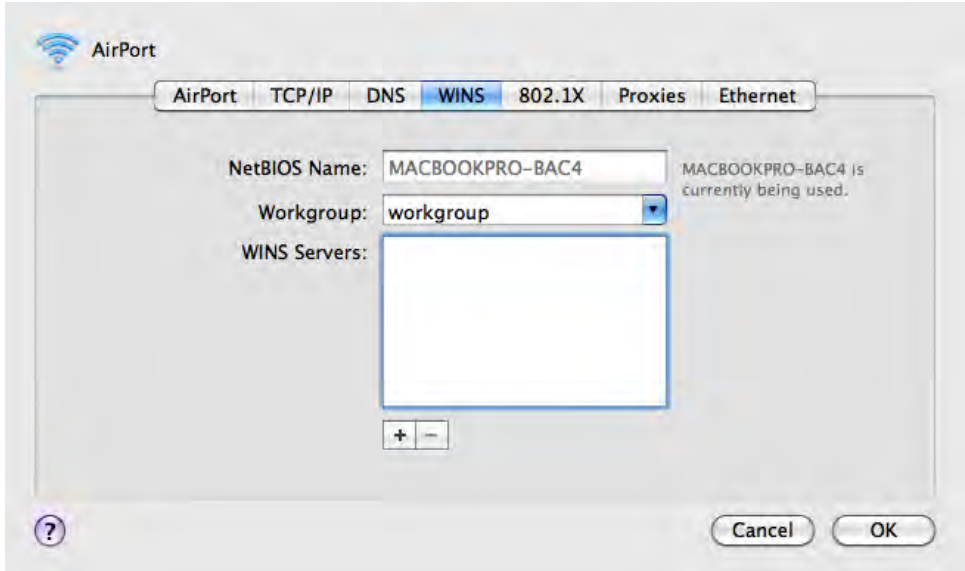 AirPort
AirPort TCP/IP DNS WINS 802.1X Proxies Ethernet
NetBIOS Name: MACBOOKPRO-BAC4 MACBOOKPRO-BAC4 is
currently being used.
Workgroup: workgroup
WINS Servers:
+ −
? Cancel OK